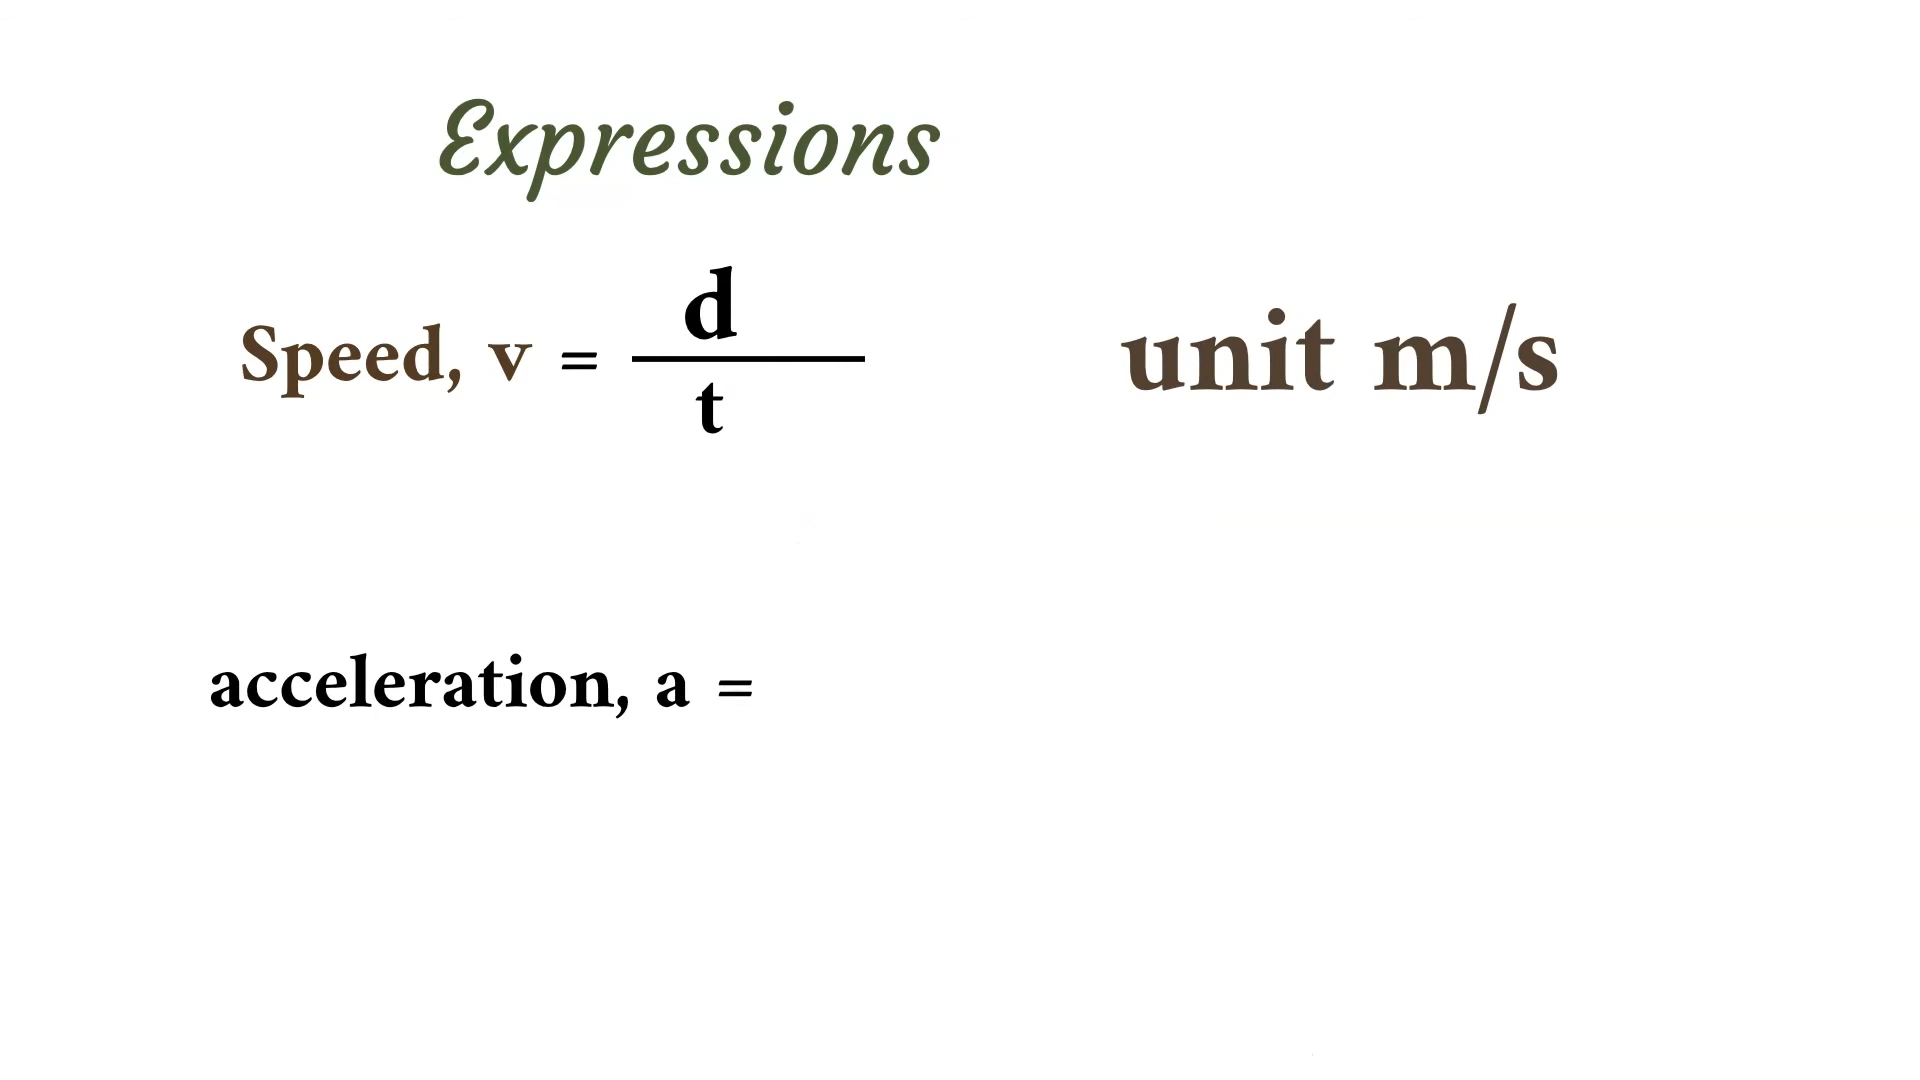 Expressions
Speed, v = d
t
unit m/s
acceleration, a =